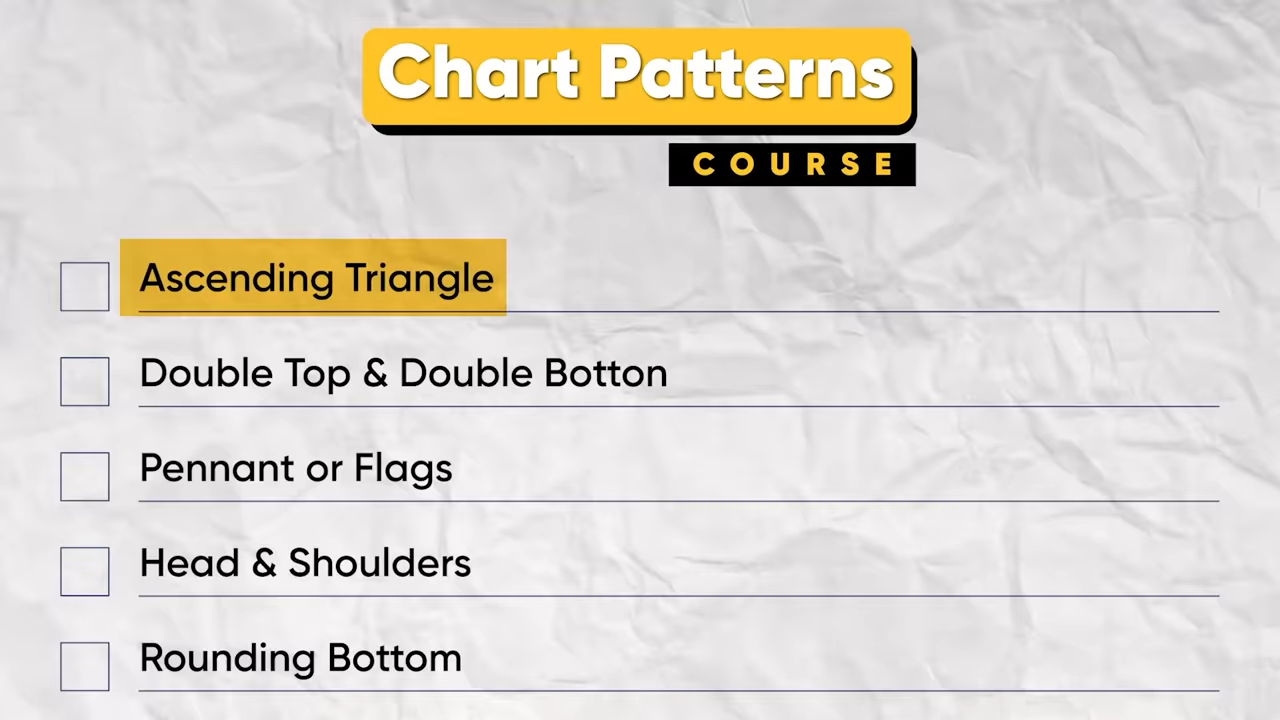 Chart Patterns
COURSE
Ascending Triangle
Double Top & Double Botton
Pennant or Flags
Head & Shoulders
Rounding Bottom